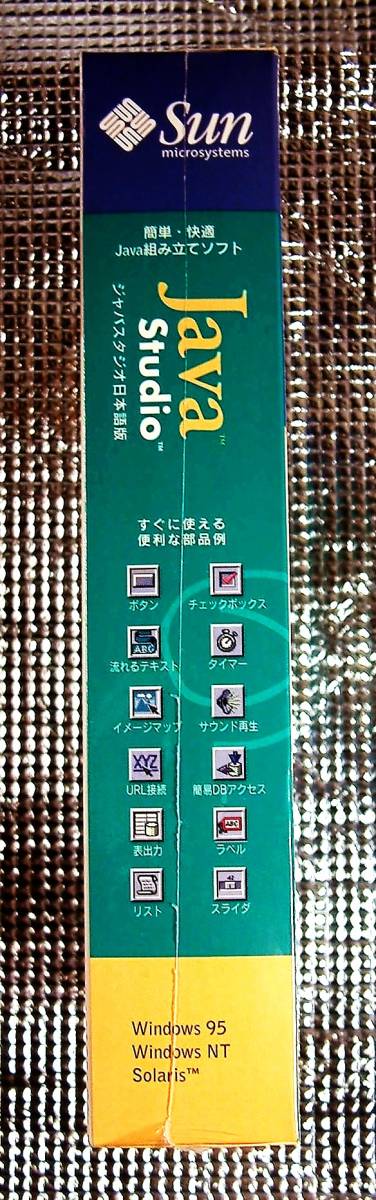 Sun
microsystems
簡単・快適
Java組み立てソフト
Java™
Studio™
ジャバスタジオ日本語版
すぐに使える
便利な部品例
ボタン
チェックボックス
ABC
流れるテキスト
タイマー
イメージマップ
サウンド再生
XYZ
URL接続
簡易DBアクセス
表出力
ABC
ラベル
リスト
42
スライダ
Windows 95
Windows NT
Solaris™